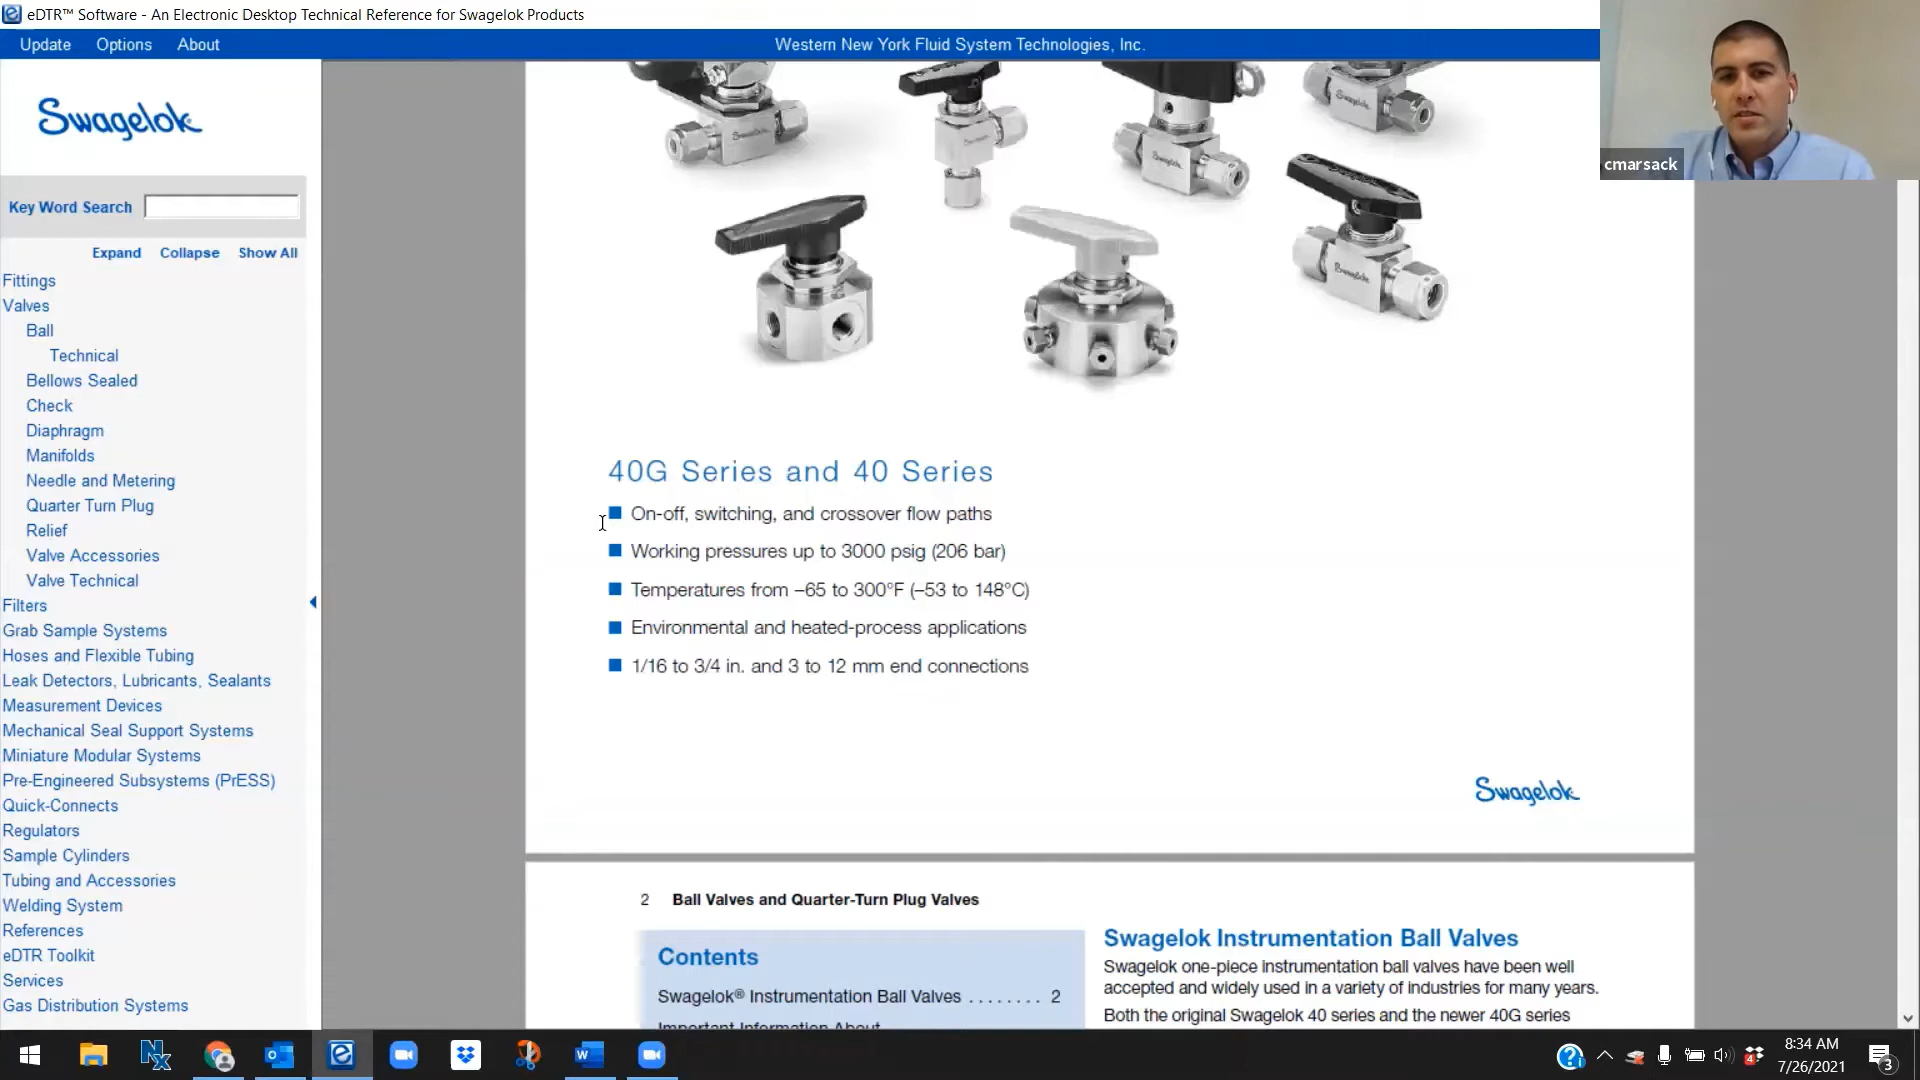 eDTR™ Software - An Electronic Desktop Technical Reference for Swagelok Products
Update Options About
Western New York Fluid System Technologies, Inc.
cmarsack
Swagelok
Key Word Search
Expand Collapse Show All
Fittings
Valves
Ball
Technical
Bellows Sealed
Check
Diaphragm
Manifolds
Needle and Metering
Quarter Turn Plug
Relief
Valve Accessories
Valve Technical
Filters
Grab Sample Systems
Hoses and Flexible Tubing
Leak Detectors, Lubricants, Sealants
Measurement Devices
Mechanical Seal Support Systems
Miniature Modular Systems
Pre-Engineered Subsystems (PrESS)
Quick-Connects
Regulators
Sample Cylinders
Tubing and Accessories
Welding System
References
eDTR Toolkit
Services
Gas Distribution Systems
Swagelok
Swagelok
Swagelok
Swagelok
40G Series and 40 Series
On-off, switching, and crossover flow paths
Working pressures up to 3000 psig (206 bar)
Temperatures from –65 to 300°F (–53 to 148°C)
Environmental and heated-process applications
1/16 to 3/4 in. and 3 to 12 mm end connections
Swagelok
2 Ball Valves and Quarter-Turn Plug Valves
Contents
Swagelok® Instrumentation Ball Valves . . . . . . . . 2
Important Information About
Swagelok Instrumentation Ball Valves
Swagelok one-piece instrumentation ball valves have been well
accepted and widely used in a variety of industries for many years.
Both the original Swagelok 40 series and the newer 40G series
8:34 AM
7/26/2021
3